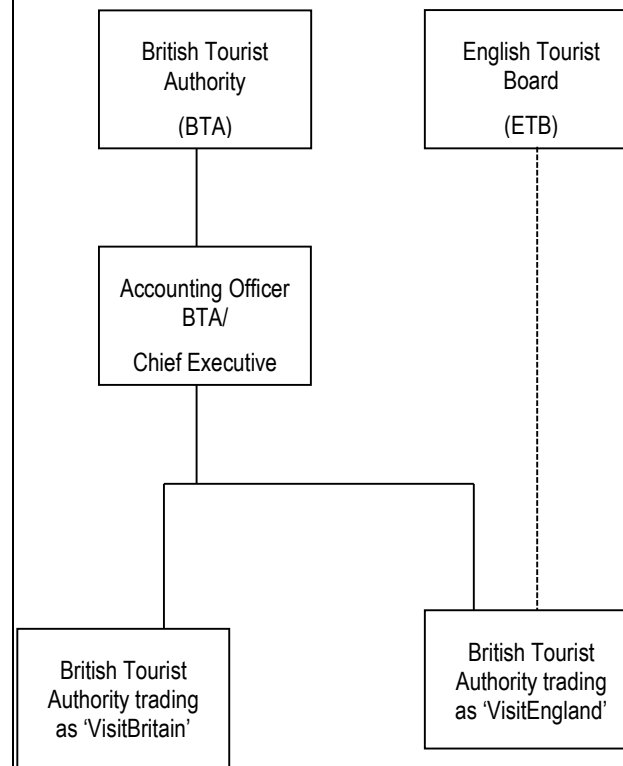 British Tourist
Authority
(BTA)
English Tourist
Board
(ETB)
Accounting Officer
BTA/
Chief Executive
British Tourist
Authority trading
as ‘VisitBritain’
British Tourist
Authority trading
as ‘VisitEngland’